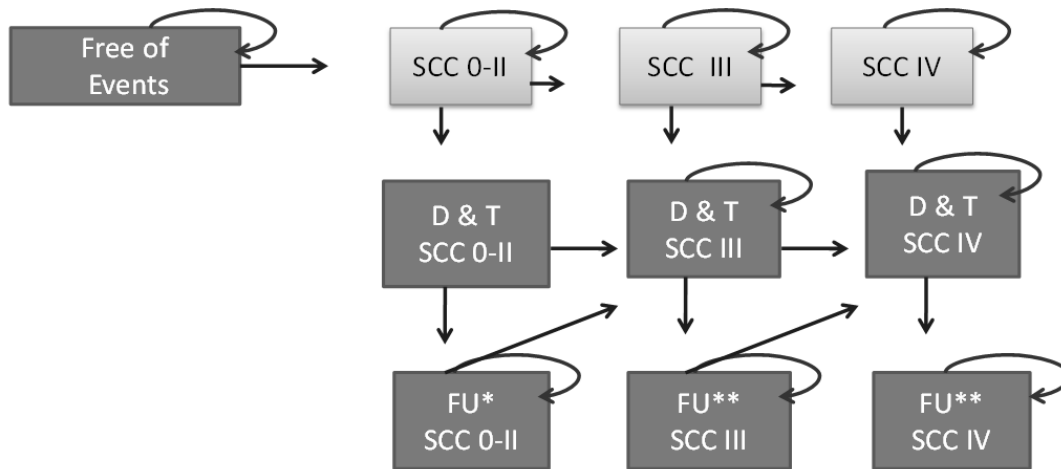 Free of
Events
SCC 0-II
SCC III
SCC IV
D & T
SCC 0-II
D & T
SCC III
D & T
SCC IV
FU*
SCC 0-II
FU**
SCC III
FU**
SCC IV